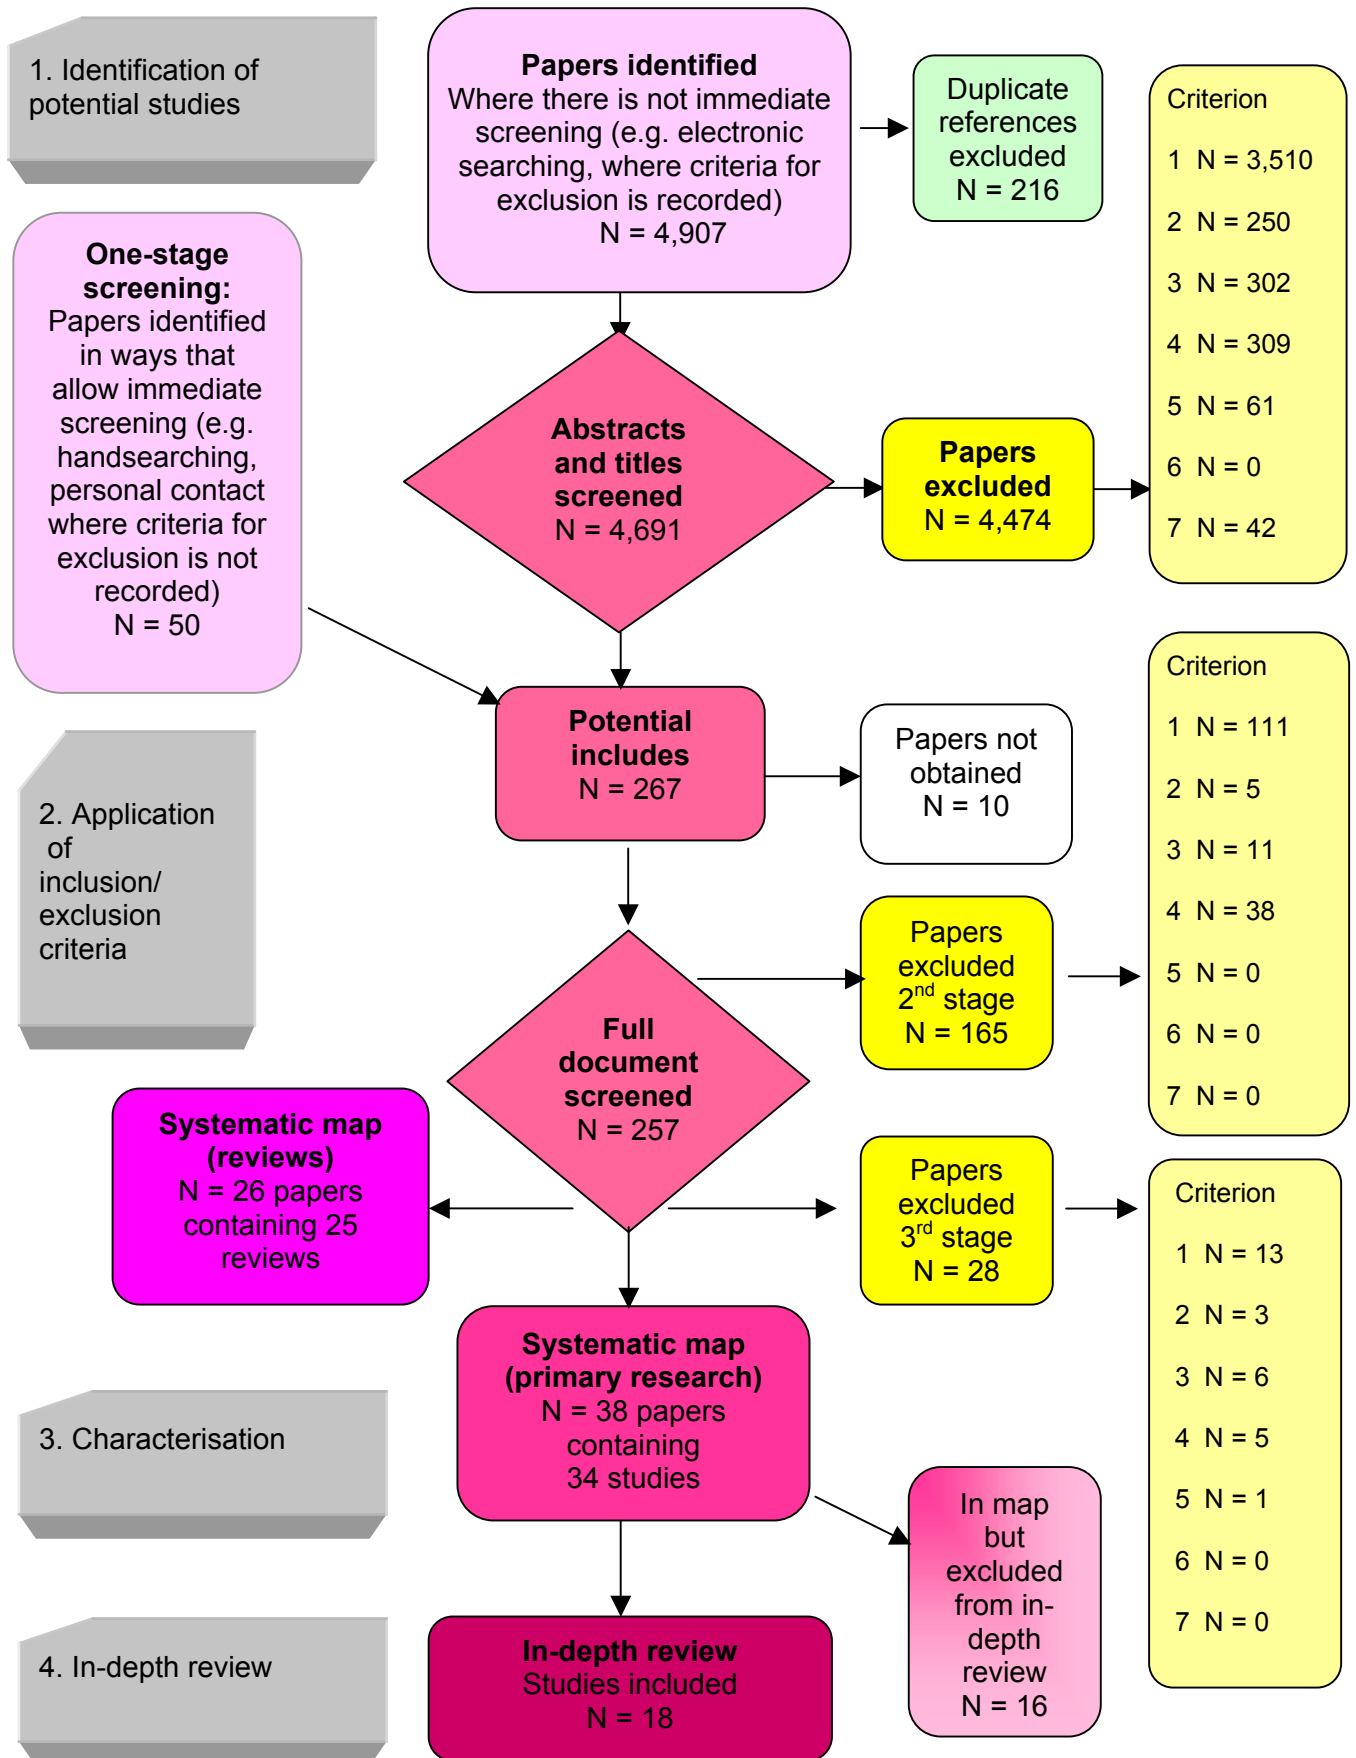 1. Identification of
potential studies
Papers identified
Where there is not immediate
screening (e.g. electronic
searching, where criteria for
exclusion is recorded)
N = 4,907
Duplicate
references
excluded
N = 216
Criterion
1 N = 3,510
2 N = 250
3 N = 302
4 N = 309
5 N = 61
6 N = 0
7 N = 42
One-stage
screening:
Papers identified
in ways that
allow immediate
screening (e.g.
handsearching,
personal contact
where criteria for
exclusion is not
recorded)
N = 50
Abstracts
and titles
screened
N = 4,691
Papers
excluded
N = 4,474
Potential
includes
N = 267
Papers not
obtained
N = 10
Criterion
1 N = 111
2 N = 5
3 N = 11
4 N = 38
5 N = 0
6 N = 0
7 N = 0
2. Application
of
inclusion/
exclusion
criteria
Full
document
screened
N = 257
Papers
excluded
2nd stage
N = 165
Systematic map
(reviews)
N = 26 papers
containing 25
reviews
Papers
excluded
3rd stage
N = 28
Criterion
1 N = 13
2 N = 3
3 N = 6
4 N = 5
5 N = 1
6 N = 0
7 N = 0
Systematic map
(primary research)
N = 38 papers
containing
34 studies
3. Characterisation
In map
but
excluded
from in-
depth
review
N = 16
4. In-depth review
In-depth review
Studies included
N = 18